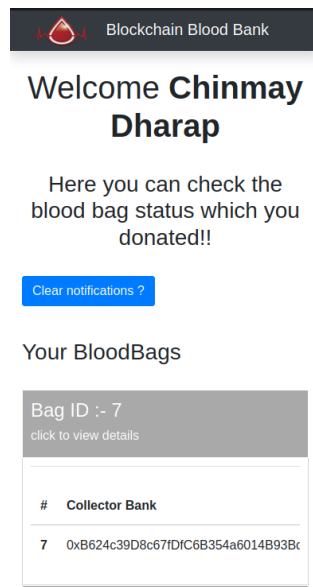 Blockchain Blood Bank
Welcome Chinmay
Dharap
Here you can check the
blood bag status which you
donated!!
Clear notifications ?
Your BloodBags
Bag ID :- 7
click to view details
# Collector Bank
7 0xB624c39D8c67fDfC6B354a6014B93Bc